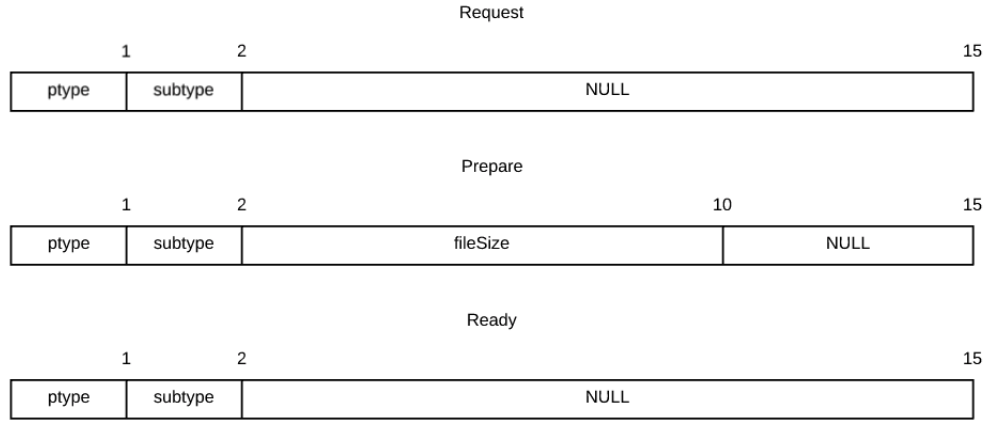 Request
1 2 15
ptype subtype NULL
Prepare
1 2 10 15
ptype subtype fileSize NULL
Ready
1 2 15
ptype subtype NULL